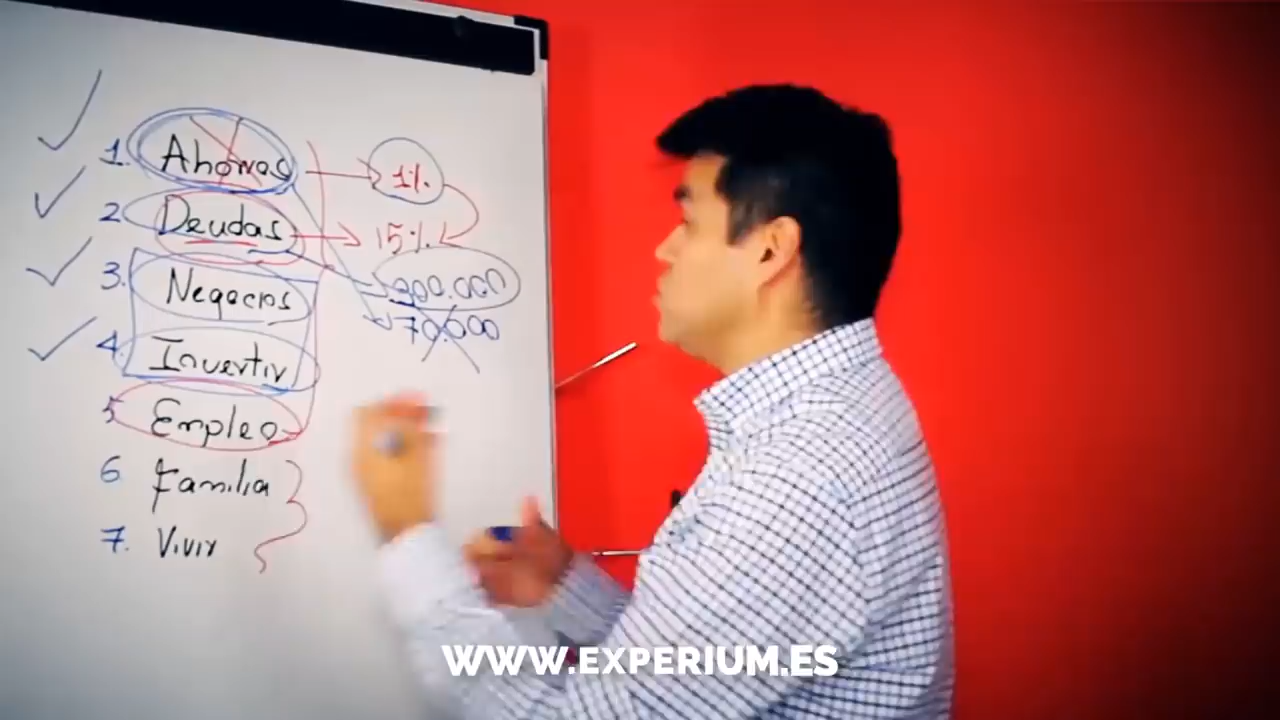 1. Ahorros 1%
2 Deudas 15%
3. Negocios 300.000
4. Invertir 70.000
5 Empleo
6 Familia
7. Vivir
WWW.EXPERIUM.ES